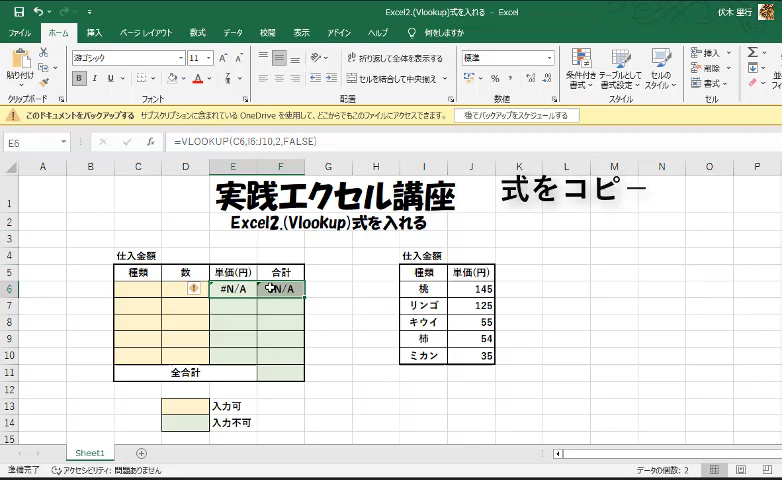 Excel2.(Vlookup)式を入れる - Excel
伏木 里行
ファイル ホーム 挿入 ページ レイアウト 数式 データ 校閲 表示 アドイン ヘルプ 何をしますか
貼り付け
游ゴシック 11
B I U
折り返して全体を表示する
セルを結合して中央揃え
標準
条件付き書式 テーブルとして書式設定 セルのスタイル
挿入
削除
書式
クリップボード フォント 配置 数値 スタイル セル
このドキュメントをバックアップする サブスクリプションに含まれている OneDrive を使用して、どこからでもこのファイルにアクセスできます。 後でバックアップをスケジュールする
E6 =VLOOKUP(C6,I6:J10,2,FALSE)
A B C D E F G H I J K L M N O P
1 実践エクセル講座 式をコピー
2 Excel2.(Vlookup)式を入れる
3
4 仕入金額 仕入金額
5 種類 数 単価(円) 合計 種類 単価(円)
6 #N/A N/A 桃 145
7 リンゴ 125
8 キウイ 55
9 柿 54
10 ミカン 35
11 全合計
12
13 入力可
14 入力不可
15
Sheet1
準備完了 アクセシビリティ: 問題ありません データの個数: 2